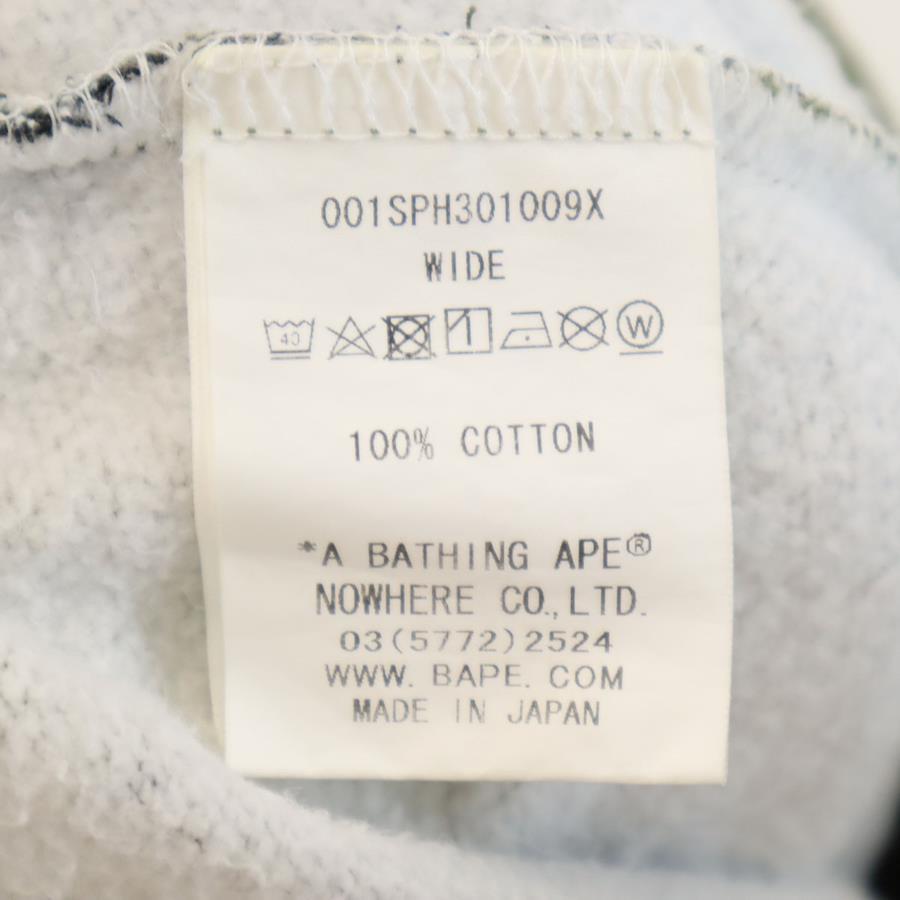 001SPH301009X
WIDE
40 W
100% COTTON
*A BATHING APE®
NOWHERE CO.,LTD.
03(5772)2524
WWW. BAPE. COM
MADE IN JAPAN